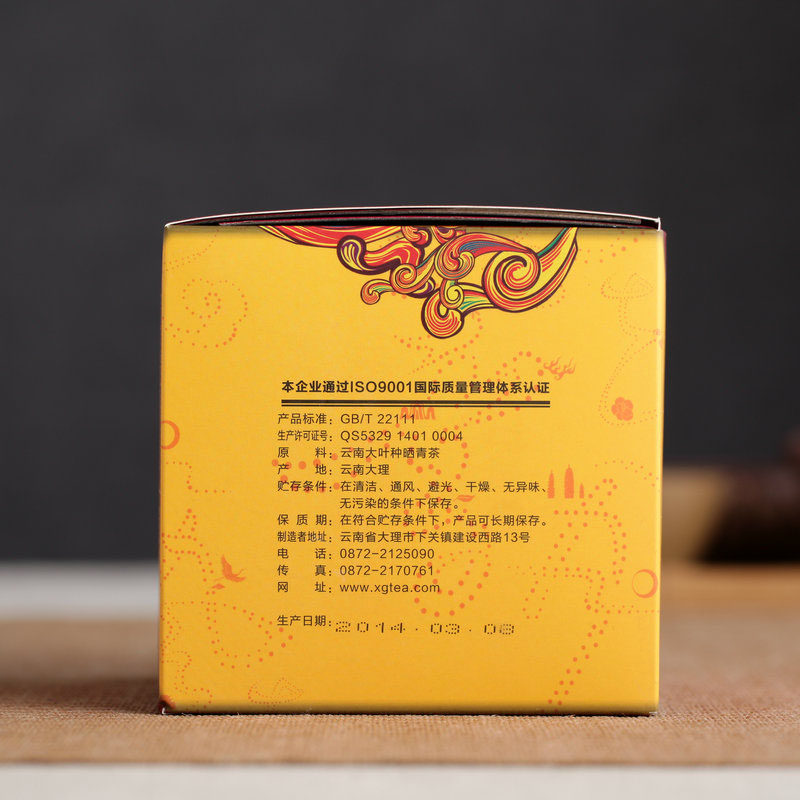 本企业通过ISO9001国际质量管理体系认证
产品标准：GB/T 22111
生产许可证号：QS5329 1401 0004
原 料：云南大叶种晒青茶
产 地：云南大理
贮存条件：在清洁、通风、避光、干燥、无异味、
无污染的条件下保存。
保 质 期：在符合贮存条件下，产品可长期保存。
制造者地址：云南省大理市下关镇建设西路13号
电 话：0872-2125090
传 真：0872-2170761
网 址：www.xgtea.com
生产日期：2014.03.08